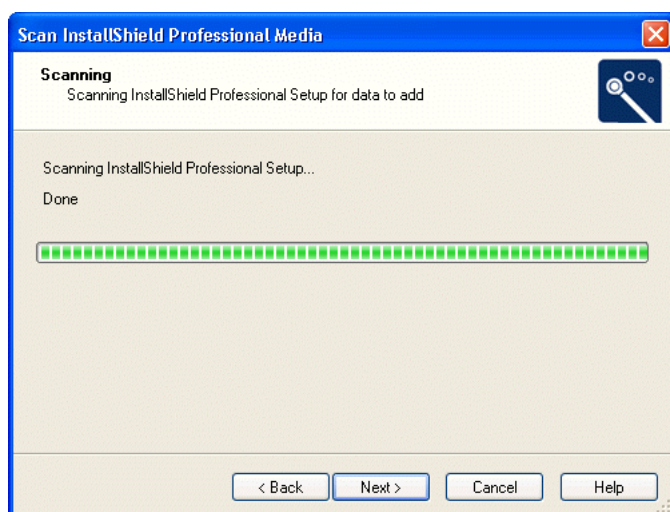 Scan InstallShield Professional Media
Scanning
Scanning InstallShield Professional Setup for data to add
Scanning InstallShield Professional Setup...
Done
< Back Next > Cancel Help